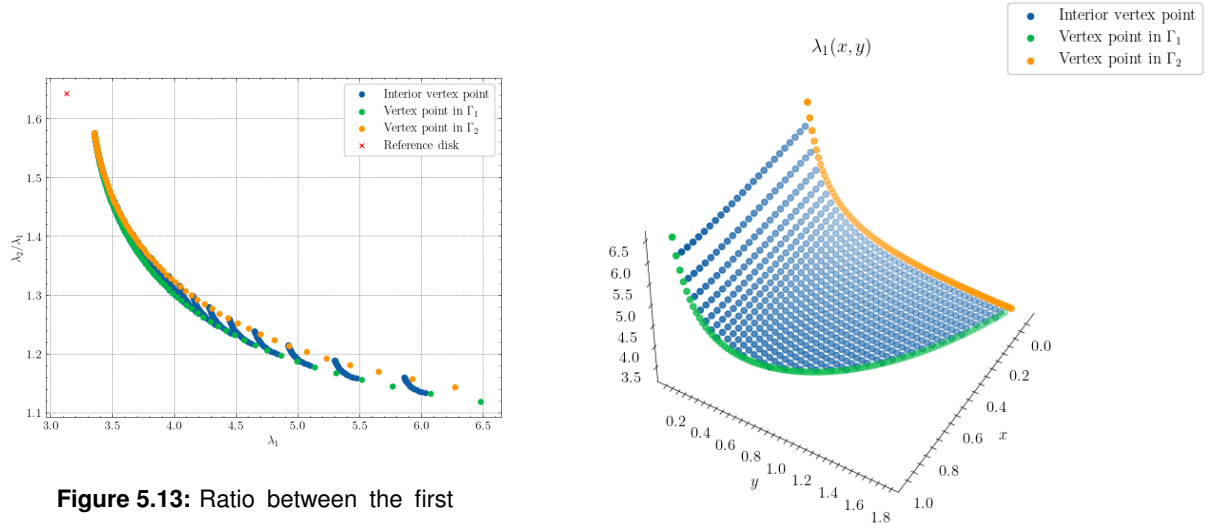 Interior vertex point
Vertex point in Γ₁
Vertex point in Γ₂
Reference disk
1.6
1.5
1.4
1.3
1.2
1.1
λ₂/λ₁
3.0 3.5 4.0 4.5 5.0 5.5 6.0 6.5
λ₁
Figure 5.13: Ratio between the first
Interior vertex point
Vertex point in Γ₁
Vertex point in Γ₂
λ₁(x, y)
6.5
6.0
5.5
5.0
4.5
4.0
3.5
0.2 0.4 0.6 0.8 1.0 1.2 1.4 1.6 1.8
y
0.0
0.2
0.4
0.6
0.8
1.0
x